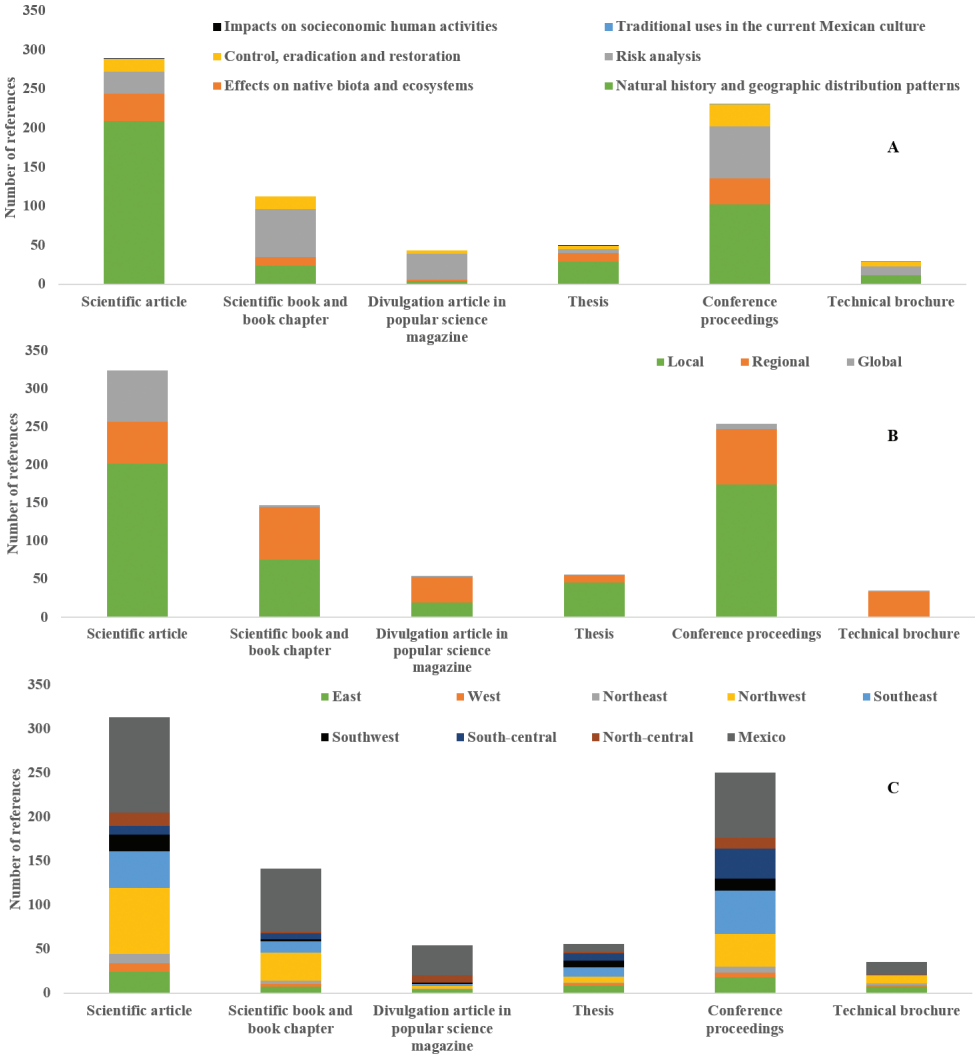 Impacts on socieconomic human activities
Traditional uses in the current Mexican culture
Control, eradication and restoration
Risk analysis
Effects on native biota and ecosystems
Natural history and geographic distribution patterns
A
Number of references
350
300
250
200
150
100
50
0
Scientific article
Scientific book and
book chapter
Divulgation article in
popular science
magazine
Thesis
Conference
proceedings
Technical brochure
Local
Regional
Global
B
Number of references
350
300
250
200
150
100
50
0
Scientific article
Scientific book and
book chapter
Divulgation article in
popular science
magazine
Thesis
Conference proceedings
Technical brochure
East
West
Northeast
Northwest
Southeast
Southwest
South-central
North-central
Mexico
C
Number of references
350
300
250
200
150
100
50
0
Scientific article
Scientific book and
book chapter
Divulgation article in
popular science
magazine
Thesis
Conference
proceedings
Technical brochure